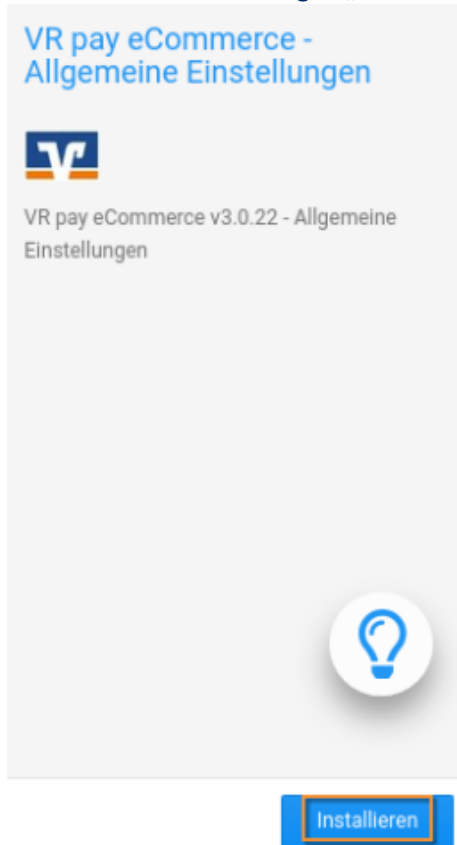 VR pay eCommerce -
Allgemeine Einstellungen
VR pay eCommerce v3.0.22 - Allgemeine
Einstellungen
Installieren